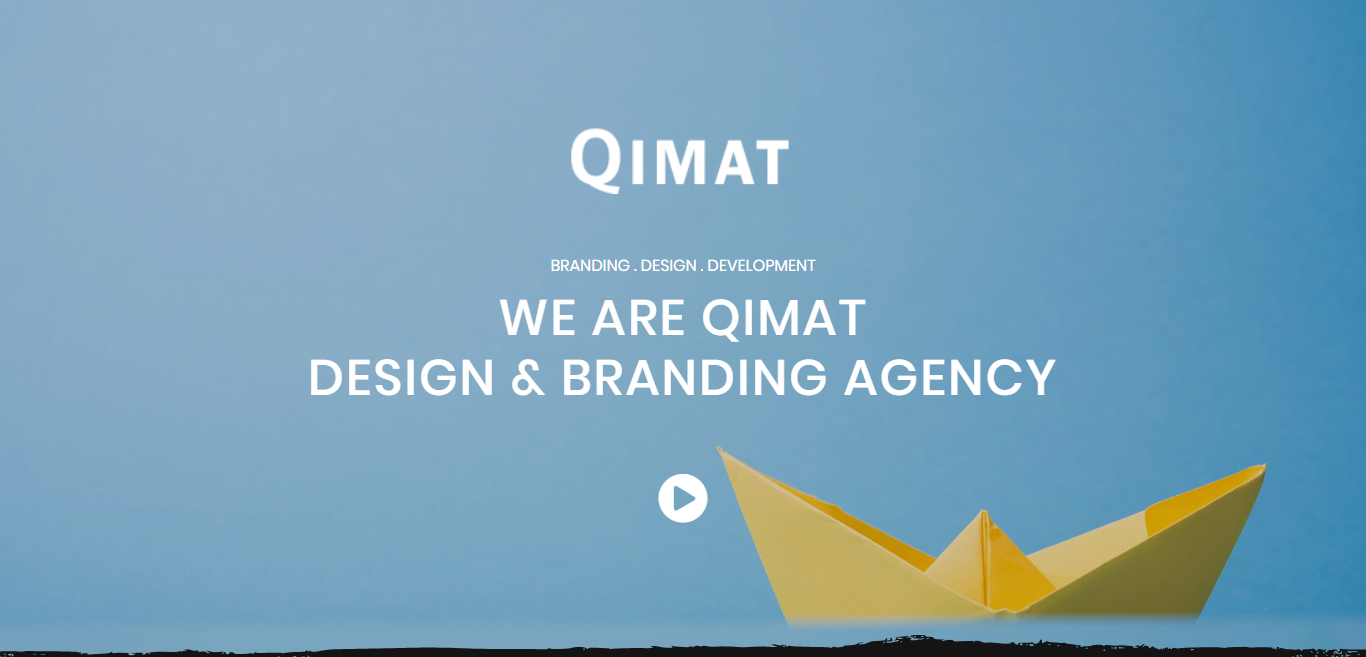 QIMAT
BRANDING . DESIGN . DEVELOPMENT
WE ARE QIMAT
DESIGN & BRANDING AGENCY